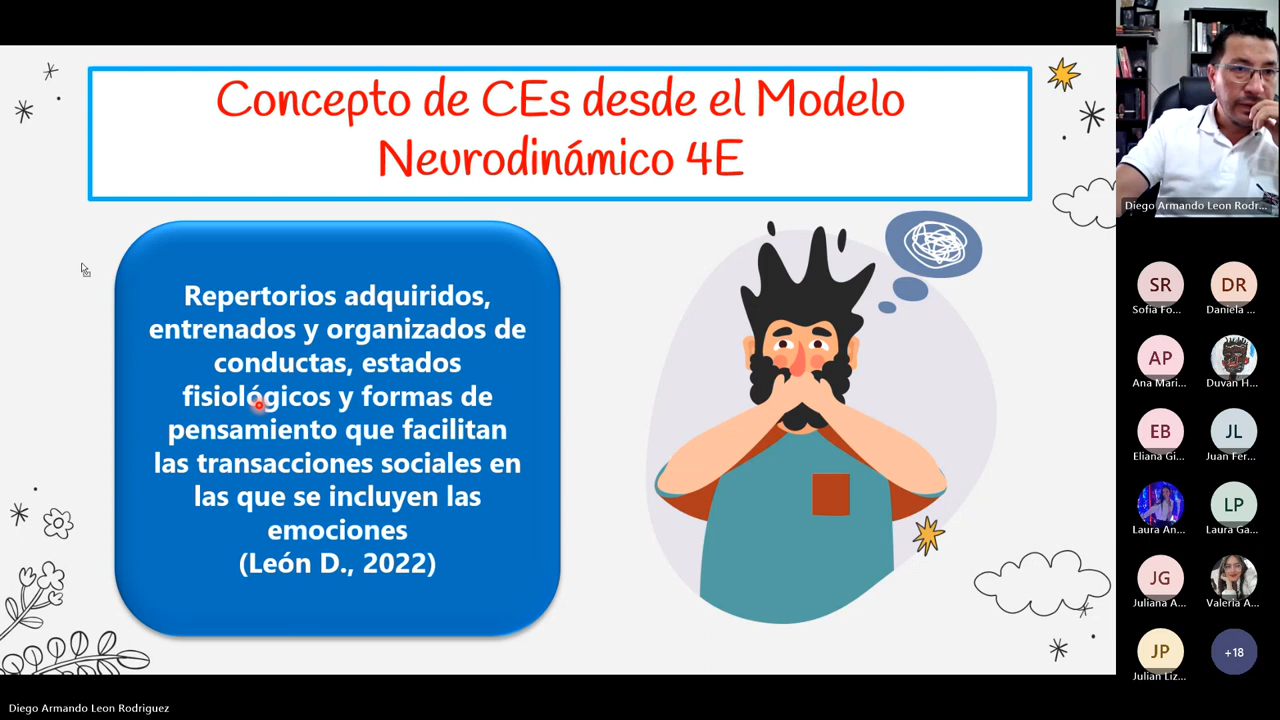 Concepto de CEs desde el Modelo
Neurodinámico 4E
Repertorios adquiridos,
entrenados y organizados de
conductas, estados
fisiológicos y formas de
pensamiento que facilitan
las transacciones sociales en
las que se incluyen las
emociones
(León D., 2022)
Diego Armando Leon Rodr...
SR
Sofia Fo...
DR
Daniela ...
AP
Ana Mari...
Duvan H...
EB
Eliana Gi...
JL
Juan Fer...
Laura An...
LP
Laura Ga...
JG
Juliana A...
Valeria A...
JP
Julian Liz...
+18
Diego Armando Leon Rodriguez